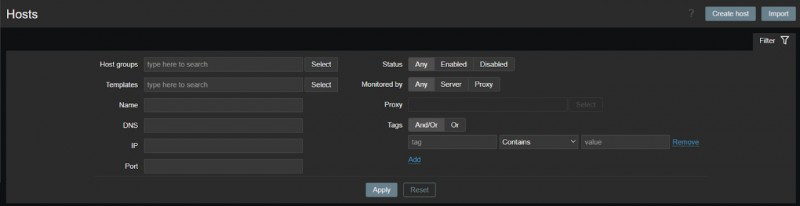 Hosts
? Create host Import
Filter
Host groups type here to search Select
Templates type here to search Select
Name
DNS
IP
Port
Status Any Enabled Disabled
Monitored by Any Server Proxy
Proxy Select
Tags And/Or Or
tag Contains value Remove
Add
Apply Reset